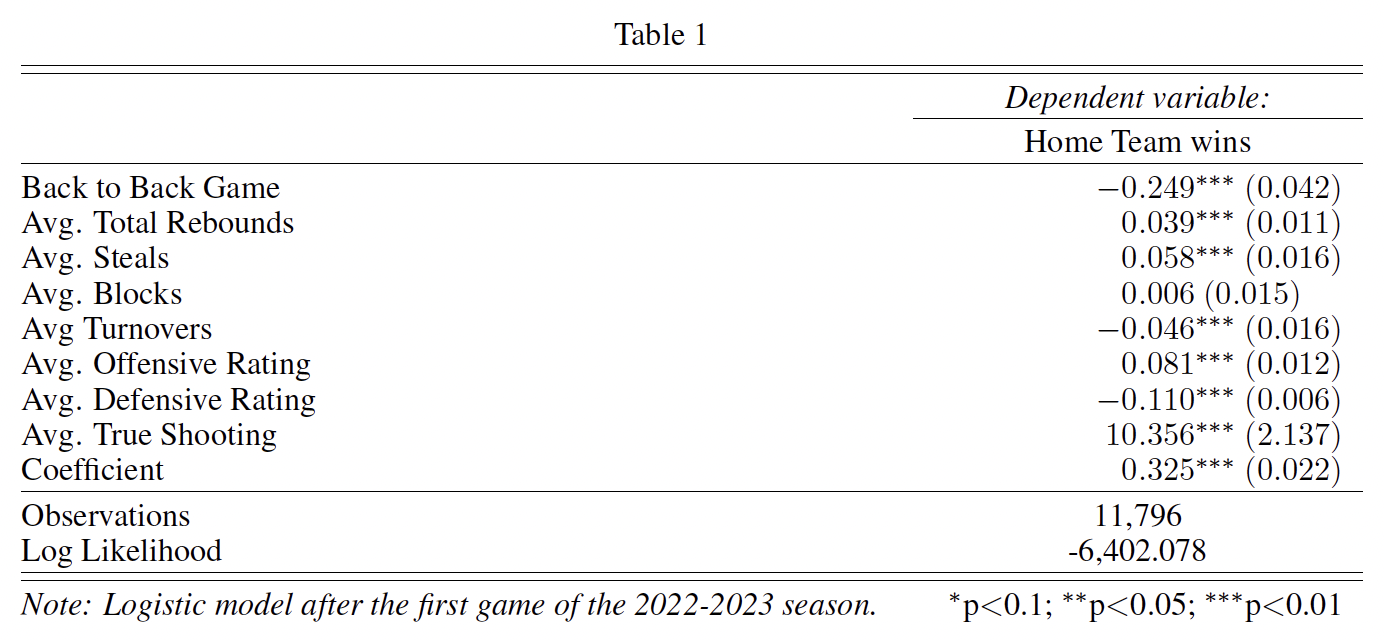 Table 1
Dependent variable:
Home Team wins
Back to Back Game −0.249*** (0.042)
Avg. Total Rebounds 0.039*** (0.011)
Avg. Steals 0.058*** (0.016)
Avg. Blocks 0.006 (0.015)
Avg Turnovers −0.046*** (0.016)
Avg. Offensive Rating 0.081*** (0.012)
Avg. Defensive Rating −0.110*** (0.006)
Avg. True Shooting 10.356*** (2.137)
Coefficient 0.325*** (0.022)
Observations 11,796
Log Likelihood -6,402.078
Note: Logistic model after the first game of the 2022-2023 season. *p<0.1; **p<0.05; ***p<0.01